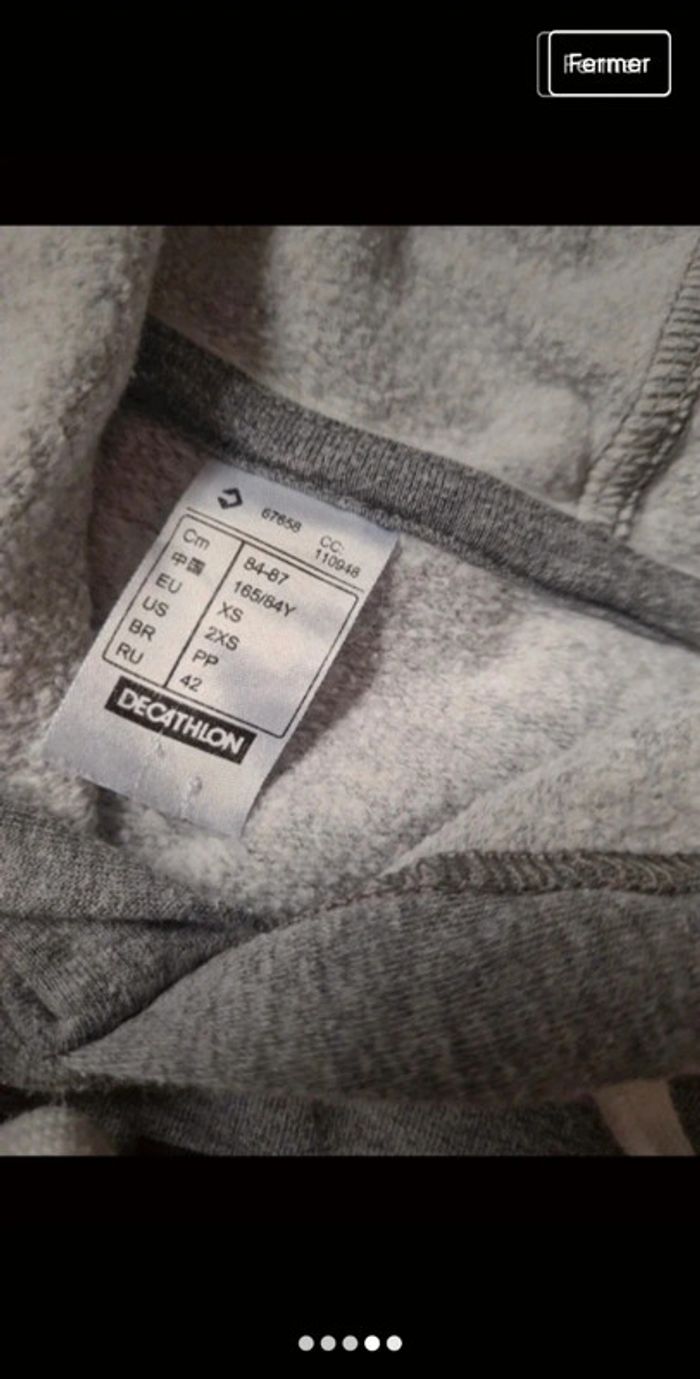 Fermer
67658
CC:
110948
Cm 84-87
中国 165/84Y
EU XS
US 2XS
BR PP
RU 42
DECATHLON